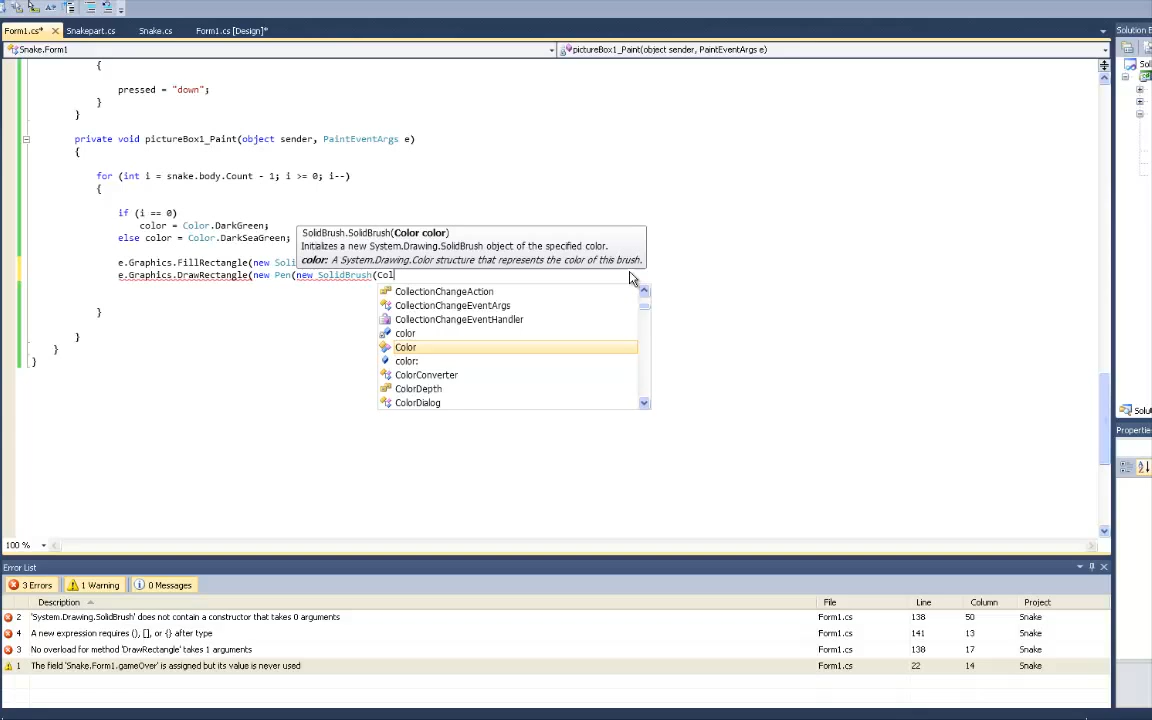 Form1.cs* Snakepart.cs Snake.cs Form1.cs [Design]*
Solution E
Snake.Form1 pictureBox1_Paint(object sender, PaintEventArgs e)
{
pressed = "down";
}
}
private void pictureBox1_Paint(object sender, PaintEventArgs e)
{
for (int i = snake.body.Count - 1; i >= 0; i--)
{
if (i == 0)
color = Color.DarkGreen;
else color = Color.DarkSeaGreen;
SolidBrush.SolidBrush(Color color)
Initializes a new System.Drawing.SolidBrush object of the specified color.
color: A System.Drawing.Color structure that represents the color of this brush.
e.Graphics.FillRectangle(new Soli
e.Graphics.DrawRectangle(new Pen(new SolidBrush(Col
CollectionChangeAction
CollectionChangeEventArgs
CollectionChangeEventHandler
color
Color
color:
ColorConverter
ColorDepth
ColorDialog
}
}
}
}
Solu
Properties
100 %
Error List
3 Errors 1 Warning 0 Messages
Description File Line Column Project
2 'System.Drawing.SolidBrush' does not contain a constructor that takes 0 arguments Form1.cs 138 50 Snake
4 A new expression requires (), [], or {} after type Form1.cs 141 13 Snake
3 No overload for method 'DrawRectangle' takes 1 arguments Form1.cs 138 17 Snake
1 The field 'Snake.Form1.gameOver' is assigned but its value is never used Form1.cs 22 14 Snake